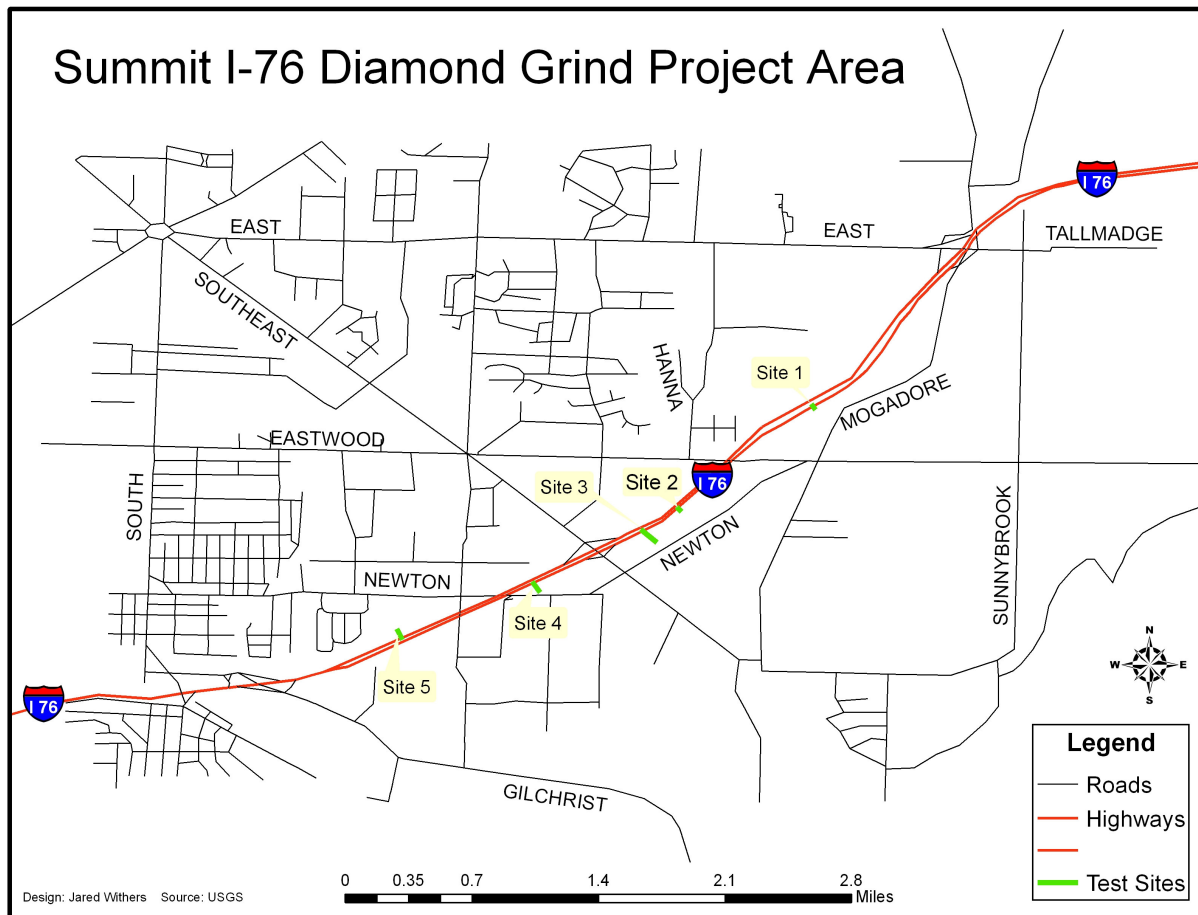 Summit I-76 Diamond Grind Project Area
I 76
EAST
EAST
TALLMADGE
SOUTHEAST
HANNA
Site 1
MOGADORE
EASTWOOD
I 76
Site 3
Site 2
SOUTH
NEWTON
SUNNYBROOK
NEWTON
Site 4
N
W E
S
Site 5
I 76
GILCHRIST
Legend
Roads
Highways
Test Sites
0 0.35 0.7 1.4 2.1 2.8
Miles
Design: Jared Withers Source: USGS